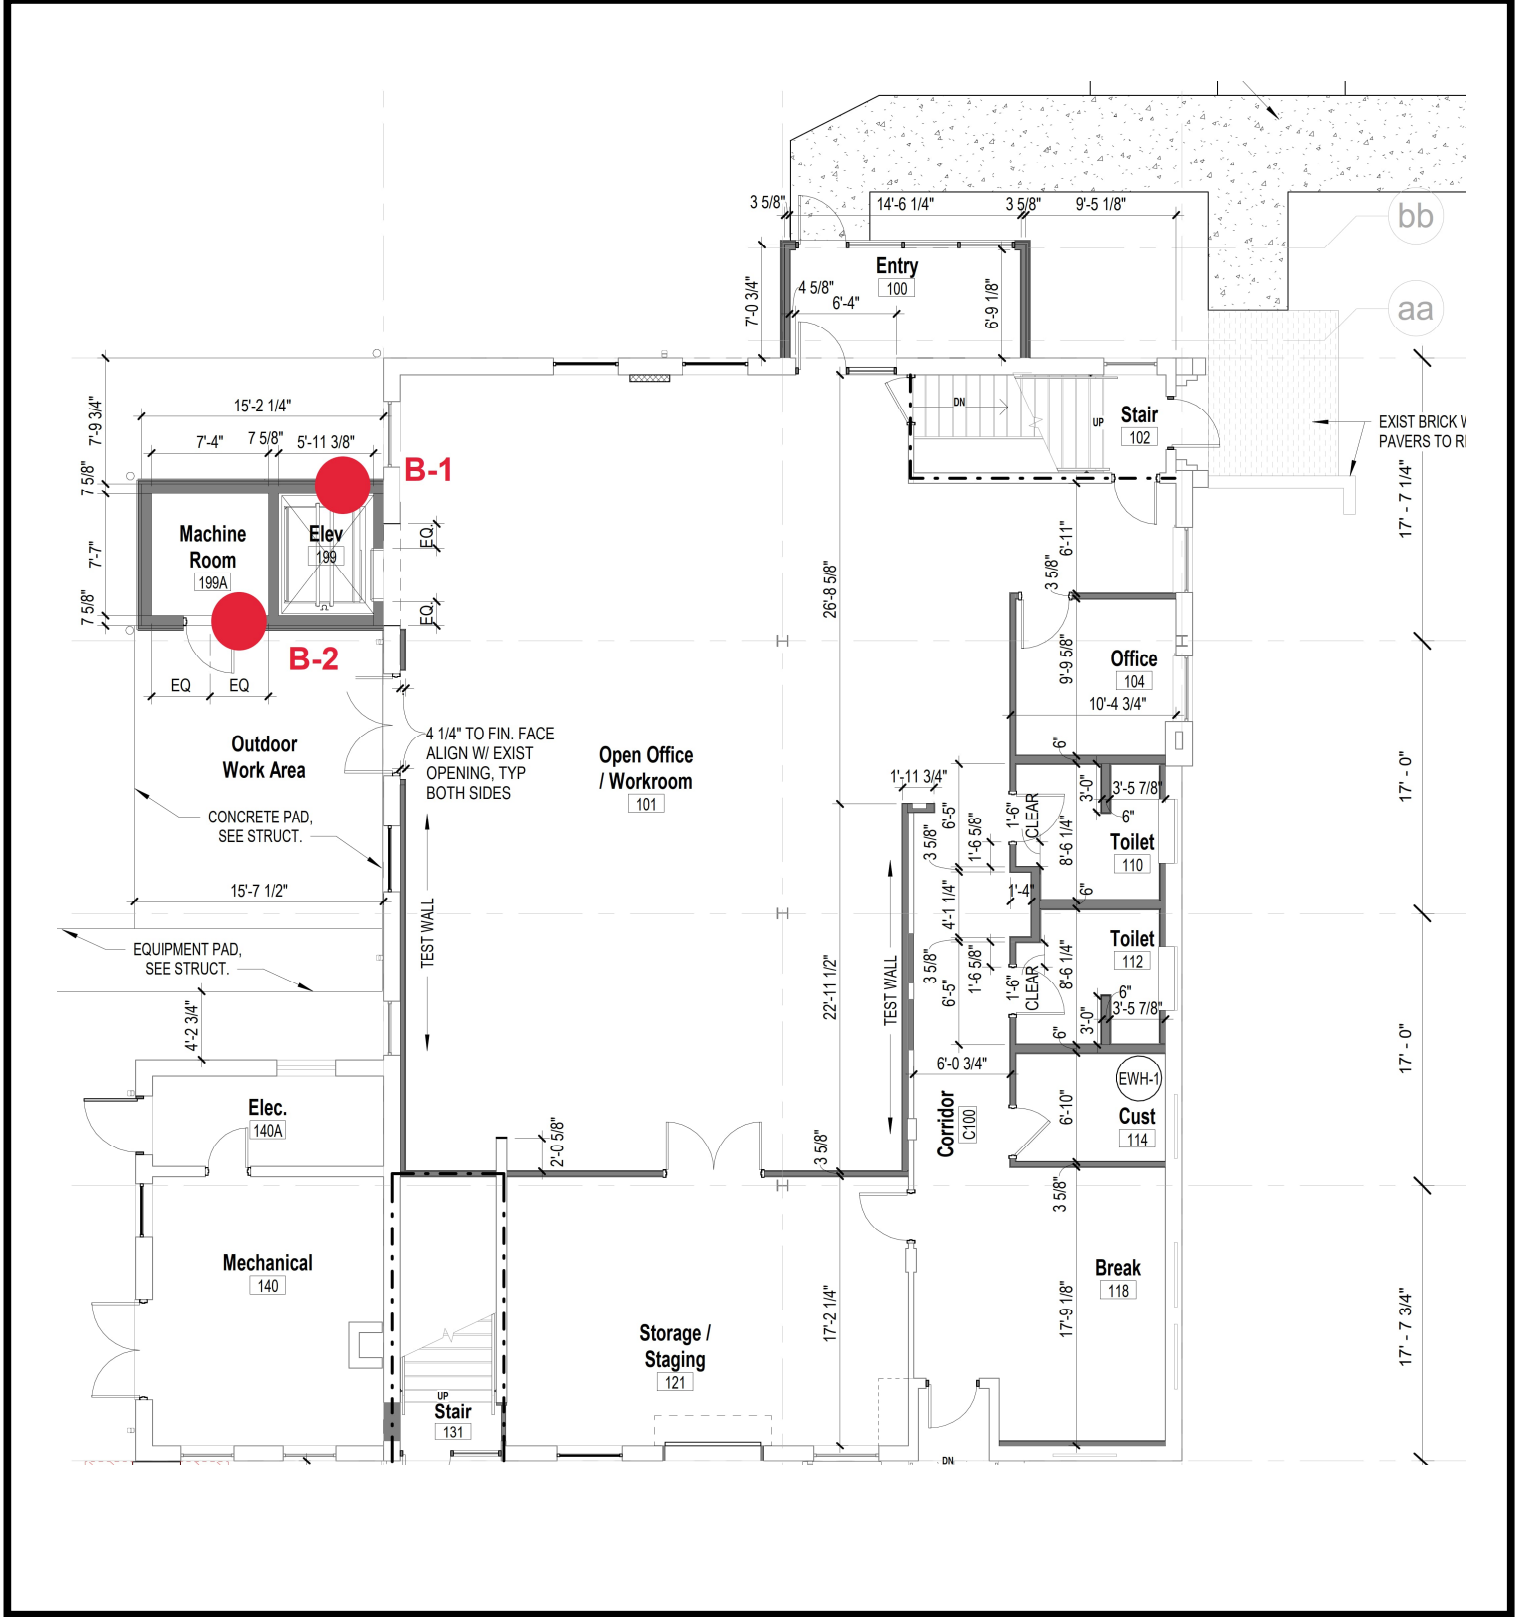 3 5/8"
14'-6 1/4"
3 5/8"
9'-5 1/8"
bb
Entry
100
7'-0 3/4"
4 5/8"
6'-4"
6'-9 1/8"
aa
15'-2 1/4"
7'-9 3/4"
7'-4"
7 5/8"
5'-11 3/8"
DN
UP
Stair
102
EXIST BRICK
PAVERS TO
17' - 7 1/4"
B-1
7 5/8"
Machine
Room
199A
Elev
199
EQ.
EQ.
7'-7"
7 5/8"
26'-8 5/8"
6'-11"
3 5/8"
B-2
EQ
EQ
Office
104
9'-9 5/8"
10'-4 3/4"
Outdoor
Work Area
4 1/4" TO FIN. FACE
ALIGN W/ EXIST
OPENING, TYP
BOTH SIDES
Open Office
/ Workroom
101
1'-11 3/4"
6"
3'-0"
3'-5 7/8"
6"
17' - 0"
CONCRETE PAD,
SEE STRUCT.
3 5/8"
6'-5"
1'-6 5/8"
1'-6"
CLEAR
8'-6 1/4"
Toilet
110
15'-7 1/2"
TEST WALL
4'-1 1/4"
1'-4"
6"
EQUIPMENT PAD,
SEE STRUCT.
22'-11 1/2"
TEST WALL
3 5/8"
6'-5"
1'-6 5/8"
1'-6"
CLEAR
8'-6 1/4"
Toilet
112
6"
3'-0"
3'-5 7/8"
6"
4'-2 3/4"
17' - 0"
6'-0 3/4"
EWH-1
Elec.
140A
2'-0 5/8"
3 5/8"
Corridor
C100
6'-10"
Cust
114
3 5/8"
Mechanical
140
17'-2 1/4"
17'-9 1/8"
Break
118
17' - 7 3/4"
Storage /
Staging
121
UP
Stair
131
DN